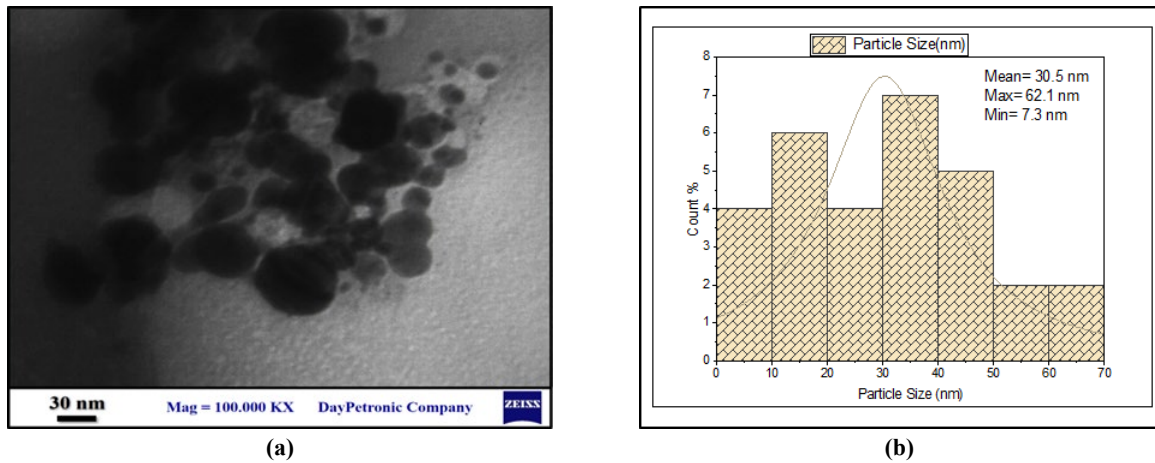 30 nm
Mag = 100.000 KX
DayPetronic Company
ZEISS
(a)
Particle Size(nm)
Mean= 30.5 nm
Max= 62.1 nm
Min= 7.3 nm
Count %
8
7
6
5
4
3
2
1
0
0 10 20 30 40 50 60 70
Particle Size (nm)
(b)